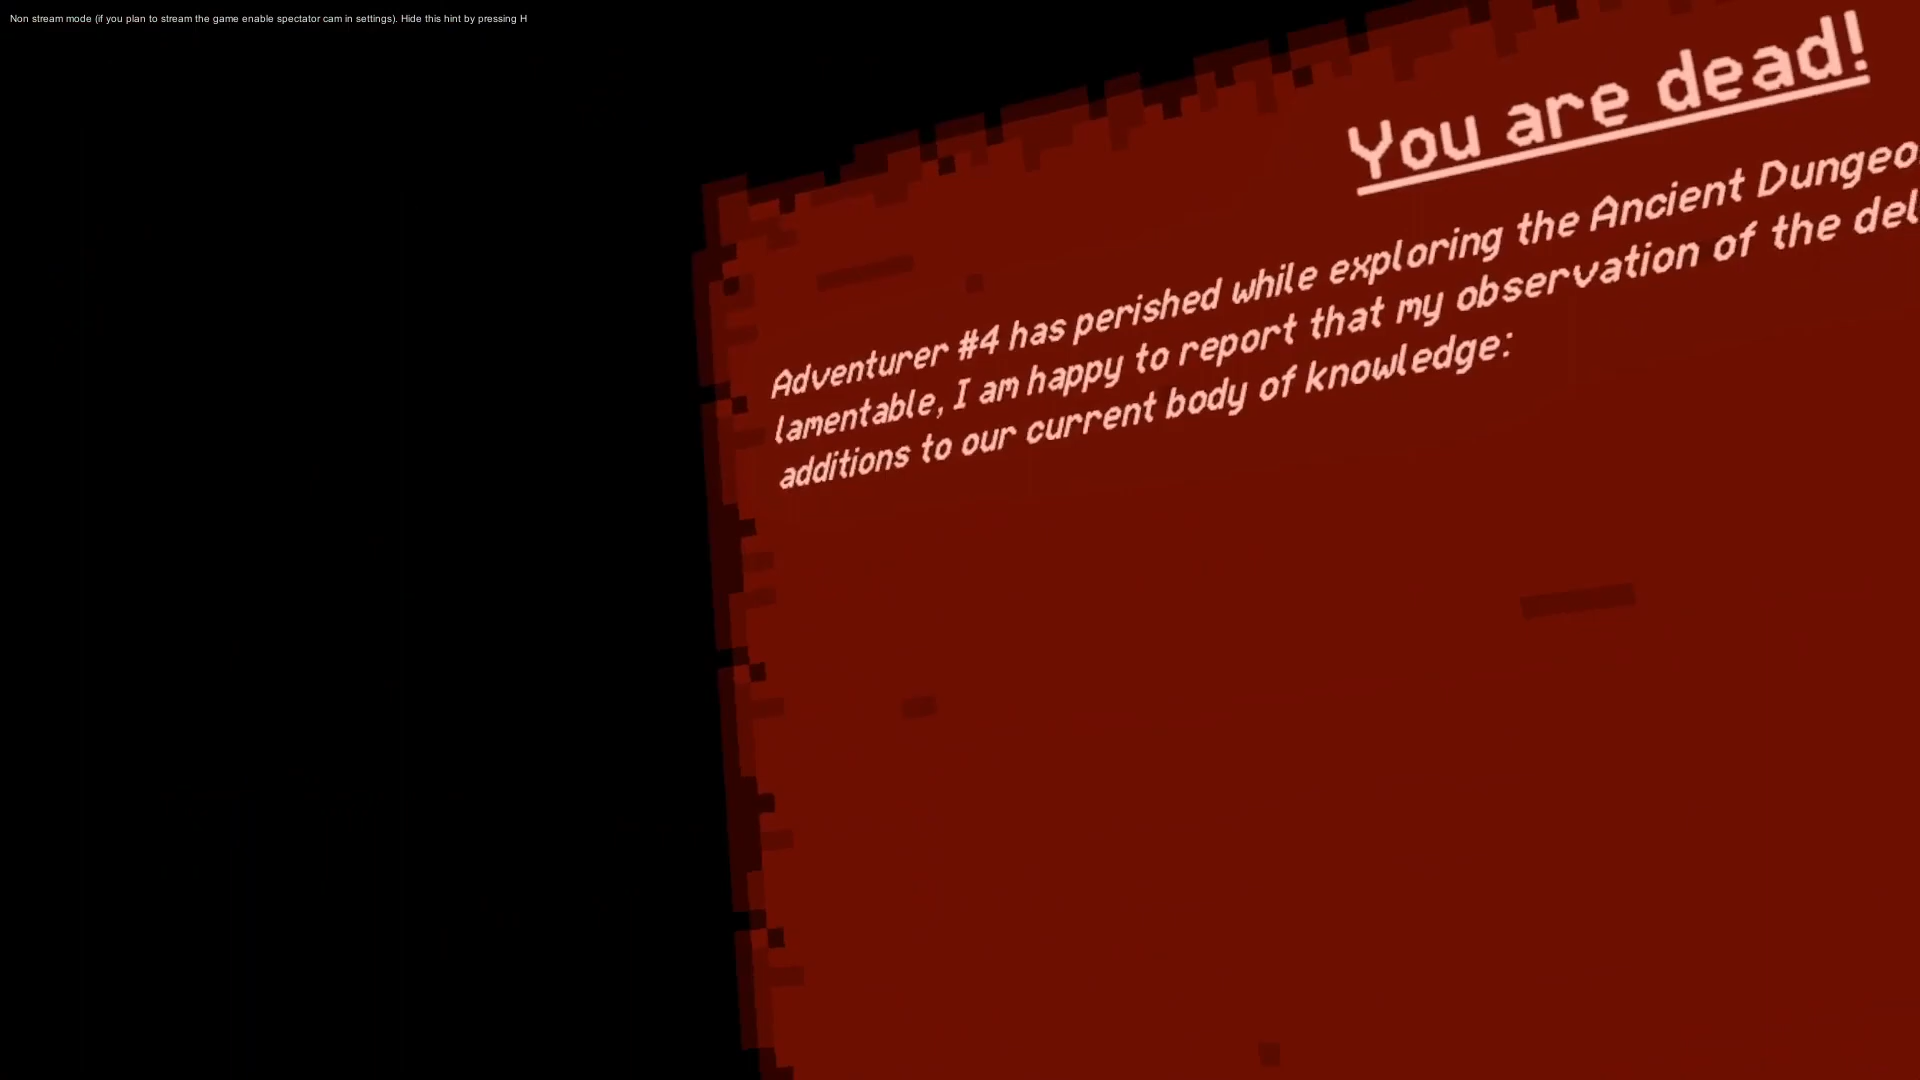 Non stream mode (if you plan to stream the game enable spectator cam in settings). Hide this hint by pressing H
You are dead!
Adventurer #4 has perished while exploring the Ancient
lamentable, I am happy to report that my observation of the
additions to our current body of knowledge: